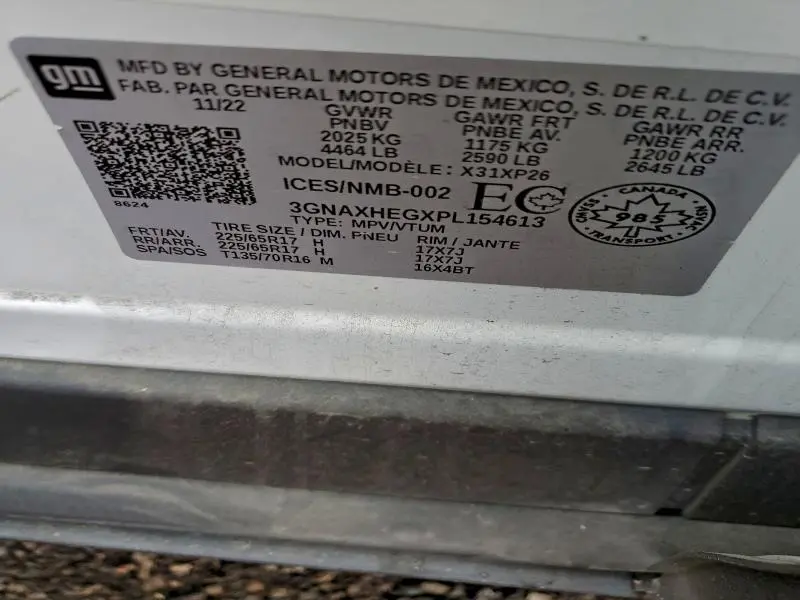 gm
MFD BY GENERAL MOTORS DE MEXICO, S. DE R.L. DE C.V.
FAB. PAR GENERAL MOTORS DE MEXICO, S. DE R.L. DE C.V.
11/22 GVWR GAWR FRT GAWR RR
PNBV PNBE AV. PNBE ARR.
2025 KG 1175 KG 1200 KG
4464 LB 2590 LB 2645 LB
MODEL/MODÈLE: X31XP26
ICES/NMB-002 EC
8624 3GNAXHEGXPL154613
TYPE: MPV/VTUM
CANADA
CMVSS 985 NSVAC
TRANSPORT
TIRE SIZE / DIM. PNEU RIM / JANTE
FRT/AV. 225/65R17 H 17X7J
RR/ARR. 225/65R17 H 17X7J
SPA/SOS T135/70R16 M 16X4BT